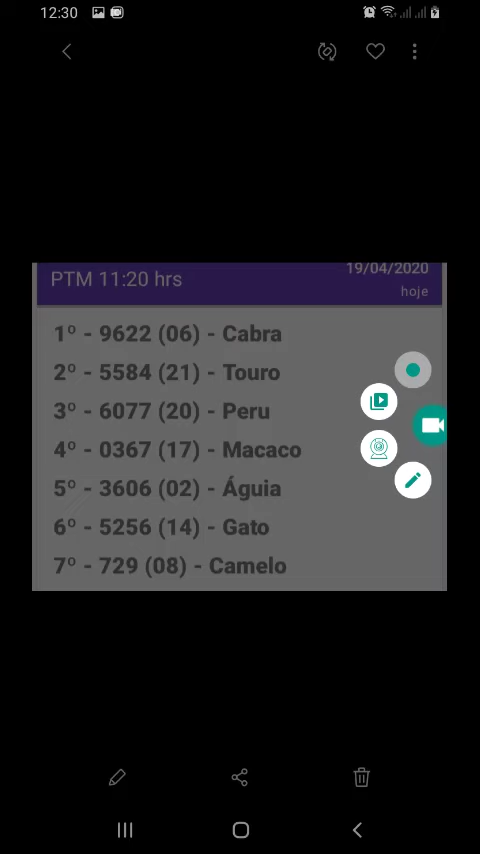 12:30
19/04/2020
PTM 11:20 hrs
hoje
1º - 9622 (06) - Cabra
2º - 5584 (21) - Touro
3º - 6077 (20) - Peru
4º - 0367 (17) - Macaco
5º - 3606 (02) - Águia
6º - 5256 (14) - Gato
7º - 729 (08) - Camelo